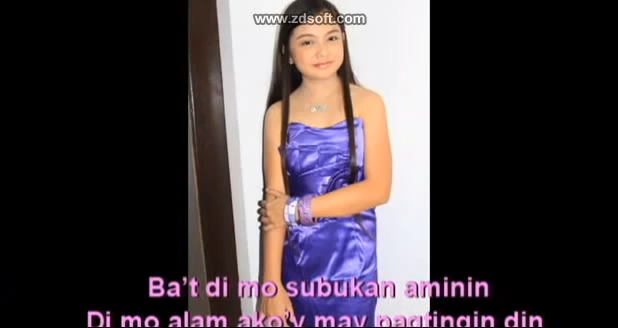 www.zdsoft.com
Ba't di mo subukan aminin
Di mo alam ako'y may pagtingin din